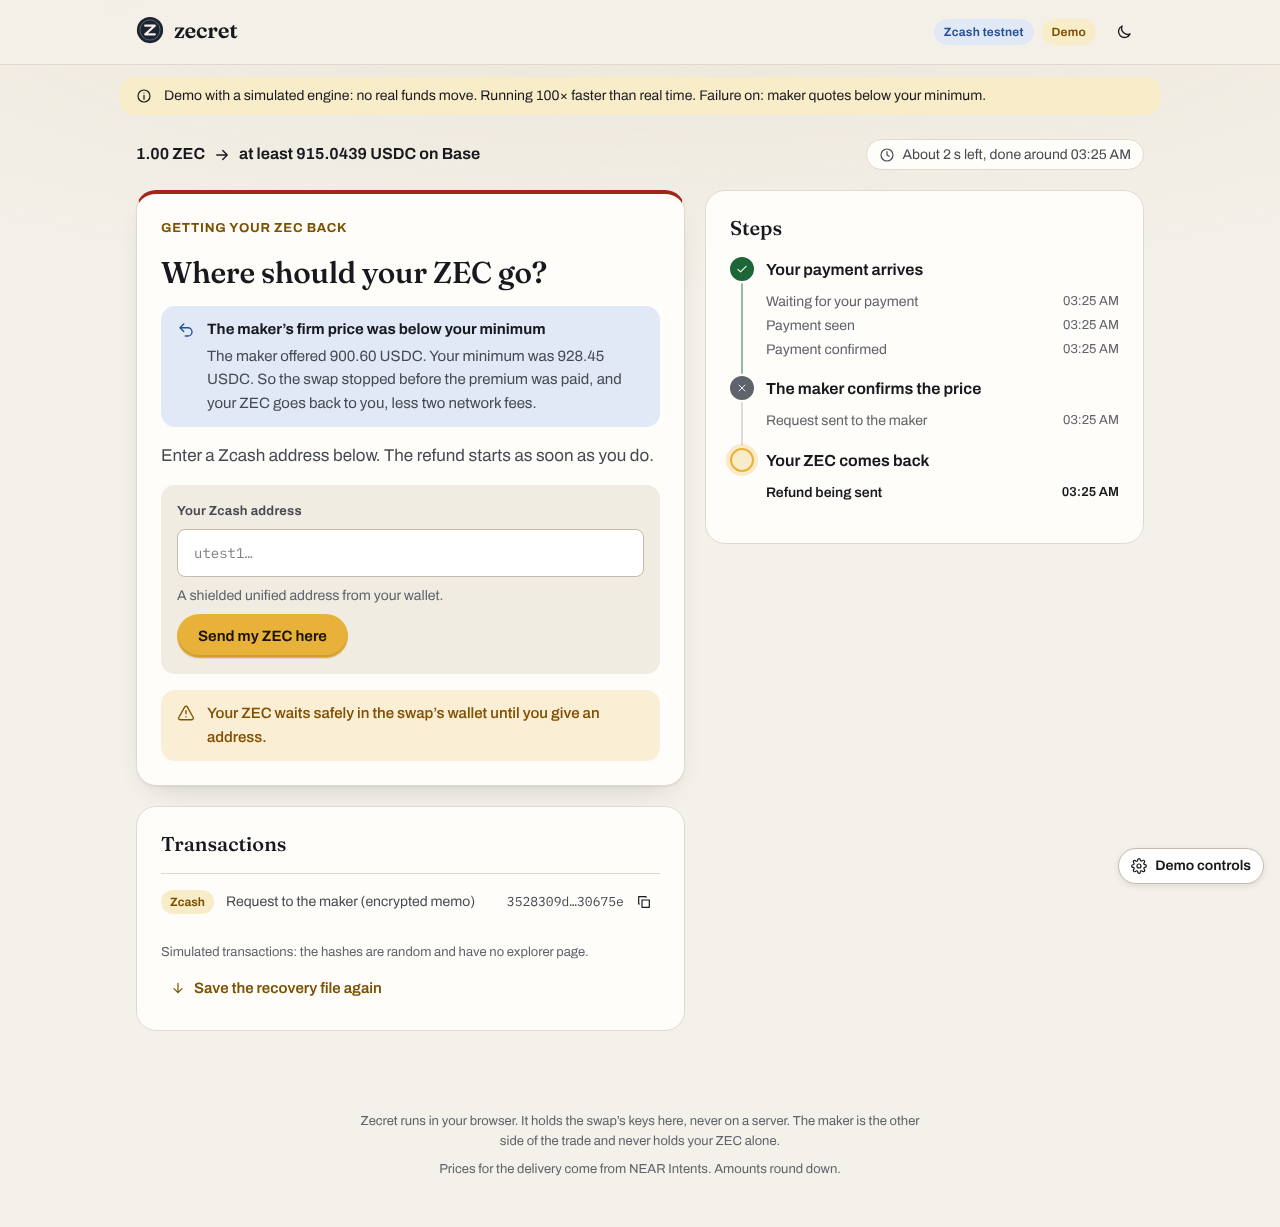 zecret
Zcash testnet
Demo
Demo with a simulated engine: no real funds move. Running 100× faster than real time. Failure on: maker quotes below your minimum.
1.00 ZEC → at least 915.0439 USDC on Base
About 2 s left, done around 03:25 AM
GETTING YOUR ZEC BACK
Where should your ZEC go?
The maker’s firm price was below your minimum
The maker offered 900.60 USDC. Your minimum was 928.45
USDC. So the swap stopped before the premium was paid, and
your ZEC goes back to you, less two network fees.
Enter a Zcash address below. The refund starts as soon as you do.
Your Zcash address
utest1…
A shielded unified address from your wallet.
Send my ZEC here
Your ZEC waits safely in the swap’s wallet until you give an
address.
Steps
Your payment arrives
Waiting for your payment 03:25 AM
Payment seen 03:25 AM
Payment confirmed 03:25 AM
The maker confirms the price
Request sent to the maker 03:25 AM
Your ZEC comes back
Refund being sent 03:25 AM
Transactions
Zcash Request to the maker (encrypted memo) 3528309d…30675e
Simulated transactions: the hashes are random and have no explorer page.
Save the recovery file again
Demo controls
Zecret runs in your browser. It holds the swap’s keys here, never on a server. The maker is the other
side of the trade and never holds your ZEC alone.
Prices for the delivery come from NEAR Intents. Amounts round down.